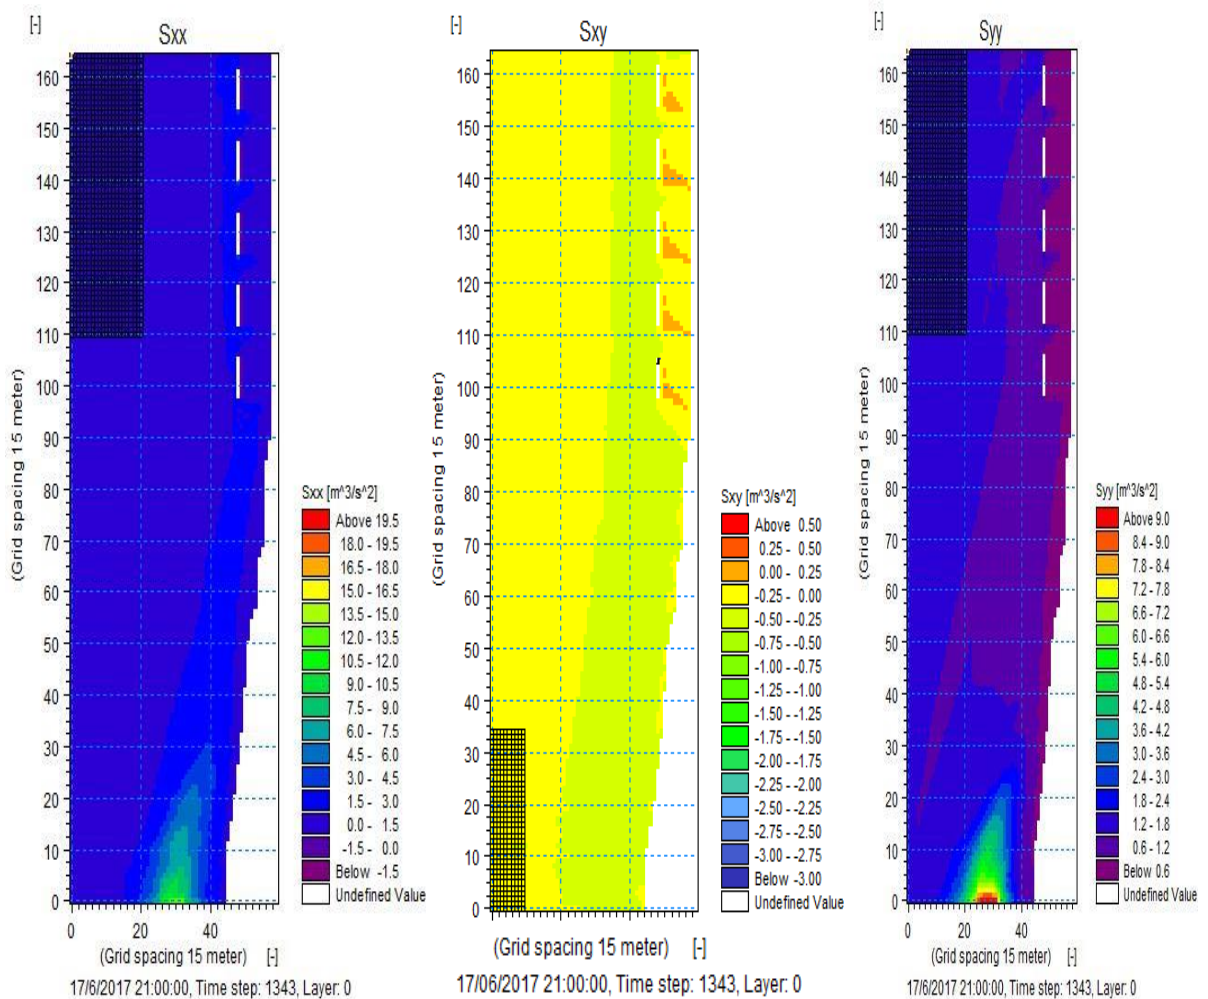 [-]
Sxx
160
150
140
130
120
110
100
90
80
70
60
50
40
30
20
10
0
(Grid spacing 15 meter)
0 20 40
(Grid spacing 15 meter) [-]
17/6/2017 21:00:00, Time step: 1343, Layer: 0
Sxx [m^3/s^2]
Above 19.5
18.0 - 19.5
16.5 - 18.0
15.0 - 16.5
13.5 - 15.0
12.0 - 13.5
10.5 - 12.0
9.0 - 10.5
7.5 - 9.0
6.0 - 7.5
4.5 - 6.0
3.0 - 4.5
1.5 - 3.0
0.0 - 1.5
-1.5 - 0.0
Below -1.5
Undefined Value
[-]
Sxy
160
150
140
130
120
110
100
90
80
70
60
50
40
30
20
10
0
(Grid spacing 15 meter)
(Grid spacing 15 meter) [-]
17/06/2017 21:00:00, Time step: 1343, Layer: 0
Sxy [m^3/s^2]
Above 0.50
0.25 - 0.50
0.00 - 0.25
-0.25 - 0.00
-0.50 - -0.25
-0.75 - -0.50
-1.00 - -0.75
-1.25 - -1.00
-1.50 - -1.25
-1.75 - -1.50
-2.00 - -1.75
-2.25 - -2.00
-2.50 - -2.25
-2.75 - -2.50
-3.00 - -2.75
Below -3.00
Undefined Value
[-]
Syy
160
150
140
130
120
110
100
90
80
70
60
50
40
30
20
10
0
(Grid spacing 15 meter)
0 20 40
(Grid spacing 15 meter) [-]
17/6/2017 21:00:00, Time step: 1343, Layer: 0
Syy [m^3/s^2]
Above 9.0
8.4 - 9.0
7.8 - 8.4
7.2 - 7.8
6.6 - 7.2
6.0 - 6.6
5.4 - 6.0
4.8 - 5.4
4.2 - 4.8
3.6 - 4.2
3.0 - 3.6
2.4 - 3.0
1.8 - 2.4
1.2 - 1.8
0.6 - 1.2
Below 0.6
Undefined Value